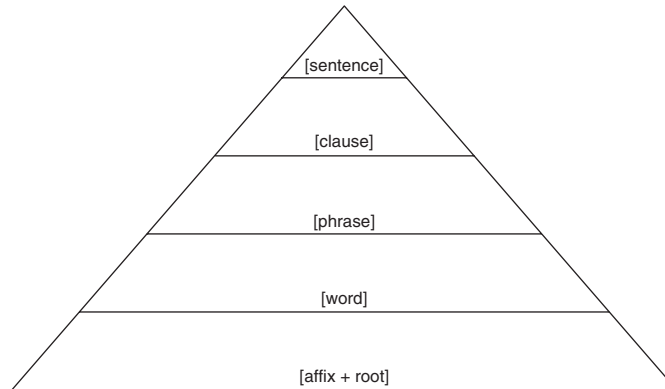 [sentence]
[clause]
[phrase]
[word]
[affix + root]